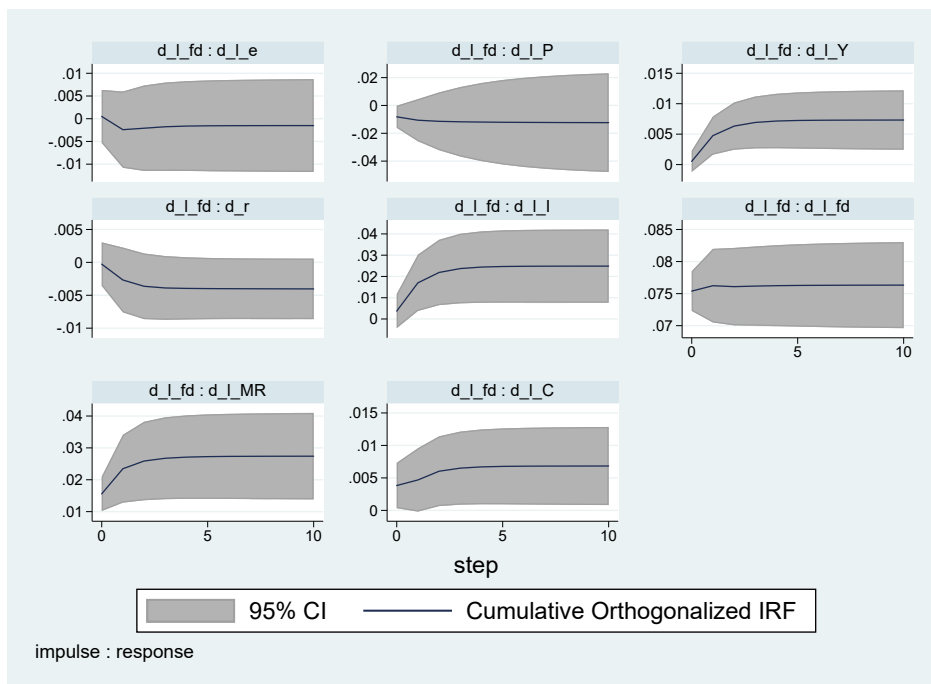 d_l_fd : d_l_e
.01
.005
0
-.005
-.01
d_l_fd : d_l_P
.02
0
-.02
-.04
d_l_fd : d_l_Y
.015
.01
.005
0
d_l_fd : d_r
.005
0
-.005
-.01
d_l_fd : d_l_I
.04
.03
.02
.01
0
d_l_fd : d_l_fd
.085
.08
.075
.07
0 5 10
d_l_fd : d_l_MR
.04
.03
.02
.01
0 5 10
d_l_fd : d_l_C
.015
.01
.005
0
0 5 10
step
95% CI Cumulative Orthogonalized IRF
impulse : response